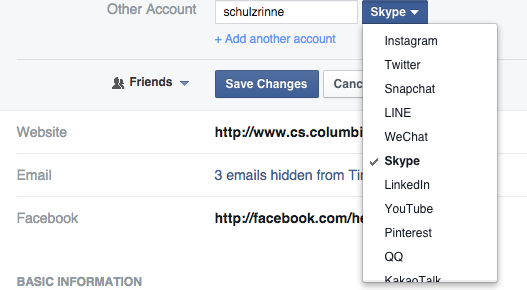 Other Account schulzrinne Skype
+ Add another account
Instagram
Twitter
Snapchat
LINE
WeChat
Skype
LinkedIn
YouTube
Pinterest
QQ
KakaoTalk
Friends Save Changes Canc
Website http://www.cs.columbi
Email 3 emails hidden from Tir
Facebook http://facebook.com/he
BASIC INFORMATION